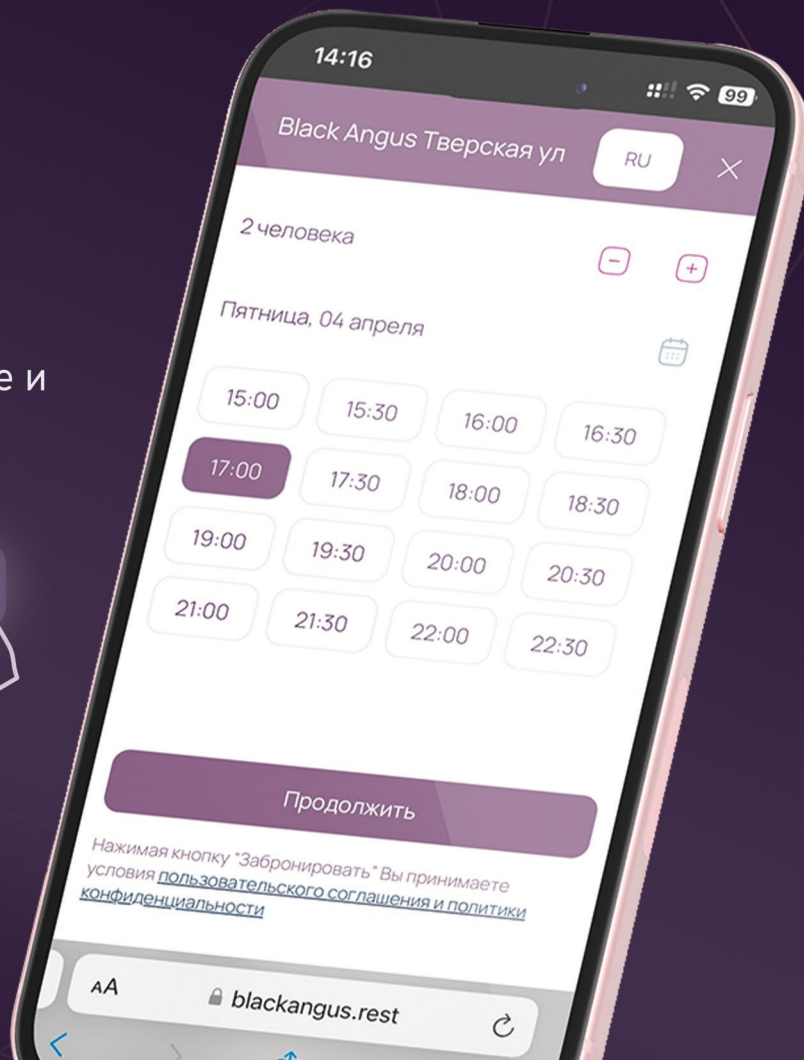 14:16
99
Black Angus Тверская ул
RU
2 человека
Пятница, 04 апреля
е и
15:00 15:30 16:00 16:30
17:00 17:30 18:00 18:30
19:00 19:30 20:00 20:30
21:00 21:30 22:00 22:30
Продолжить
Нажимая кнопку "Забронировать" Вы принимаете
условия пользовательского соглашения и политики
конфиденциальности
AA
blackangus.rest